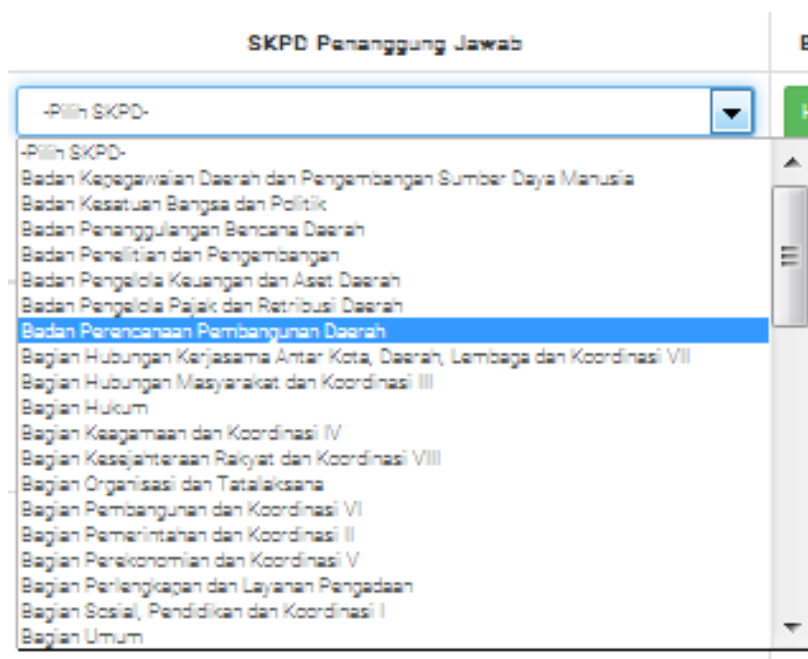 SKPD Penanggung Jawab
-Pilih SKPD-
-Pilih SKPD-
Badan Kepegawaian Daerah dan Pengembangan Sumber Daya Manusia
Badan Kesatuan Bangsa dan Politik
Badan Penanggulangan Bencana Daerah
Badan Penelitian dan Pengembangan
Badan Pengelola Keuangan dan Aset Daerah
Badan Pengelola Pajak dan Retribusi Daerah
Badan Perencanaan Pembangunan Daerah
Bagian Hubungan Kerjasama Antar Kota, Daerah, Lembaga dan Koordinasi VII
Bagian Hubungan Masyarakat dan Koordinasi III
Bagian Hukum
Bagian Keagamaan dan Koordinasi IV
Bagian Kesejahteraan Rakyat dan Koordinasi VIII
Bagian Organisasi dan Tatalaksana
Bagian Pembangunan dan Koordinasi VI
Bagian Pemerintahan dan Koordinasi II
Bagian Perekonomian dan Koordinasi V
Bagian Perlengkapan dan Layanan Pengadaan
Bagian Sosial, Pendidikan dan Koordinasi I
Bagian Umum